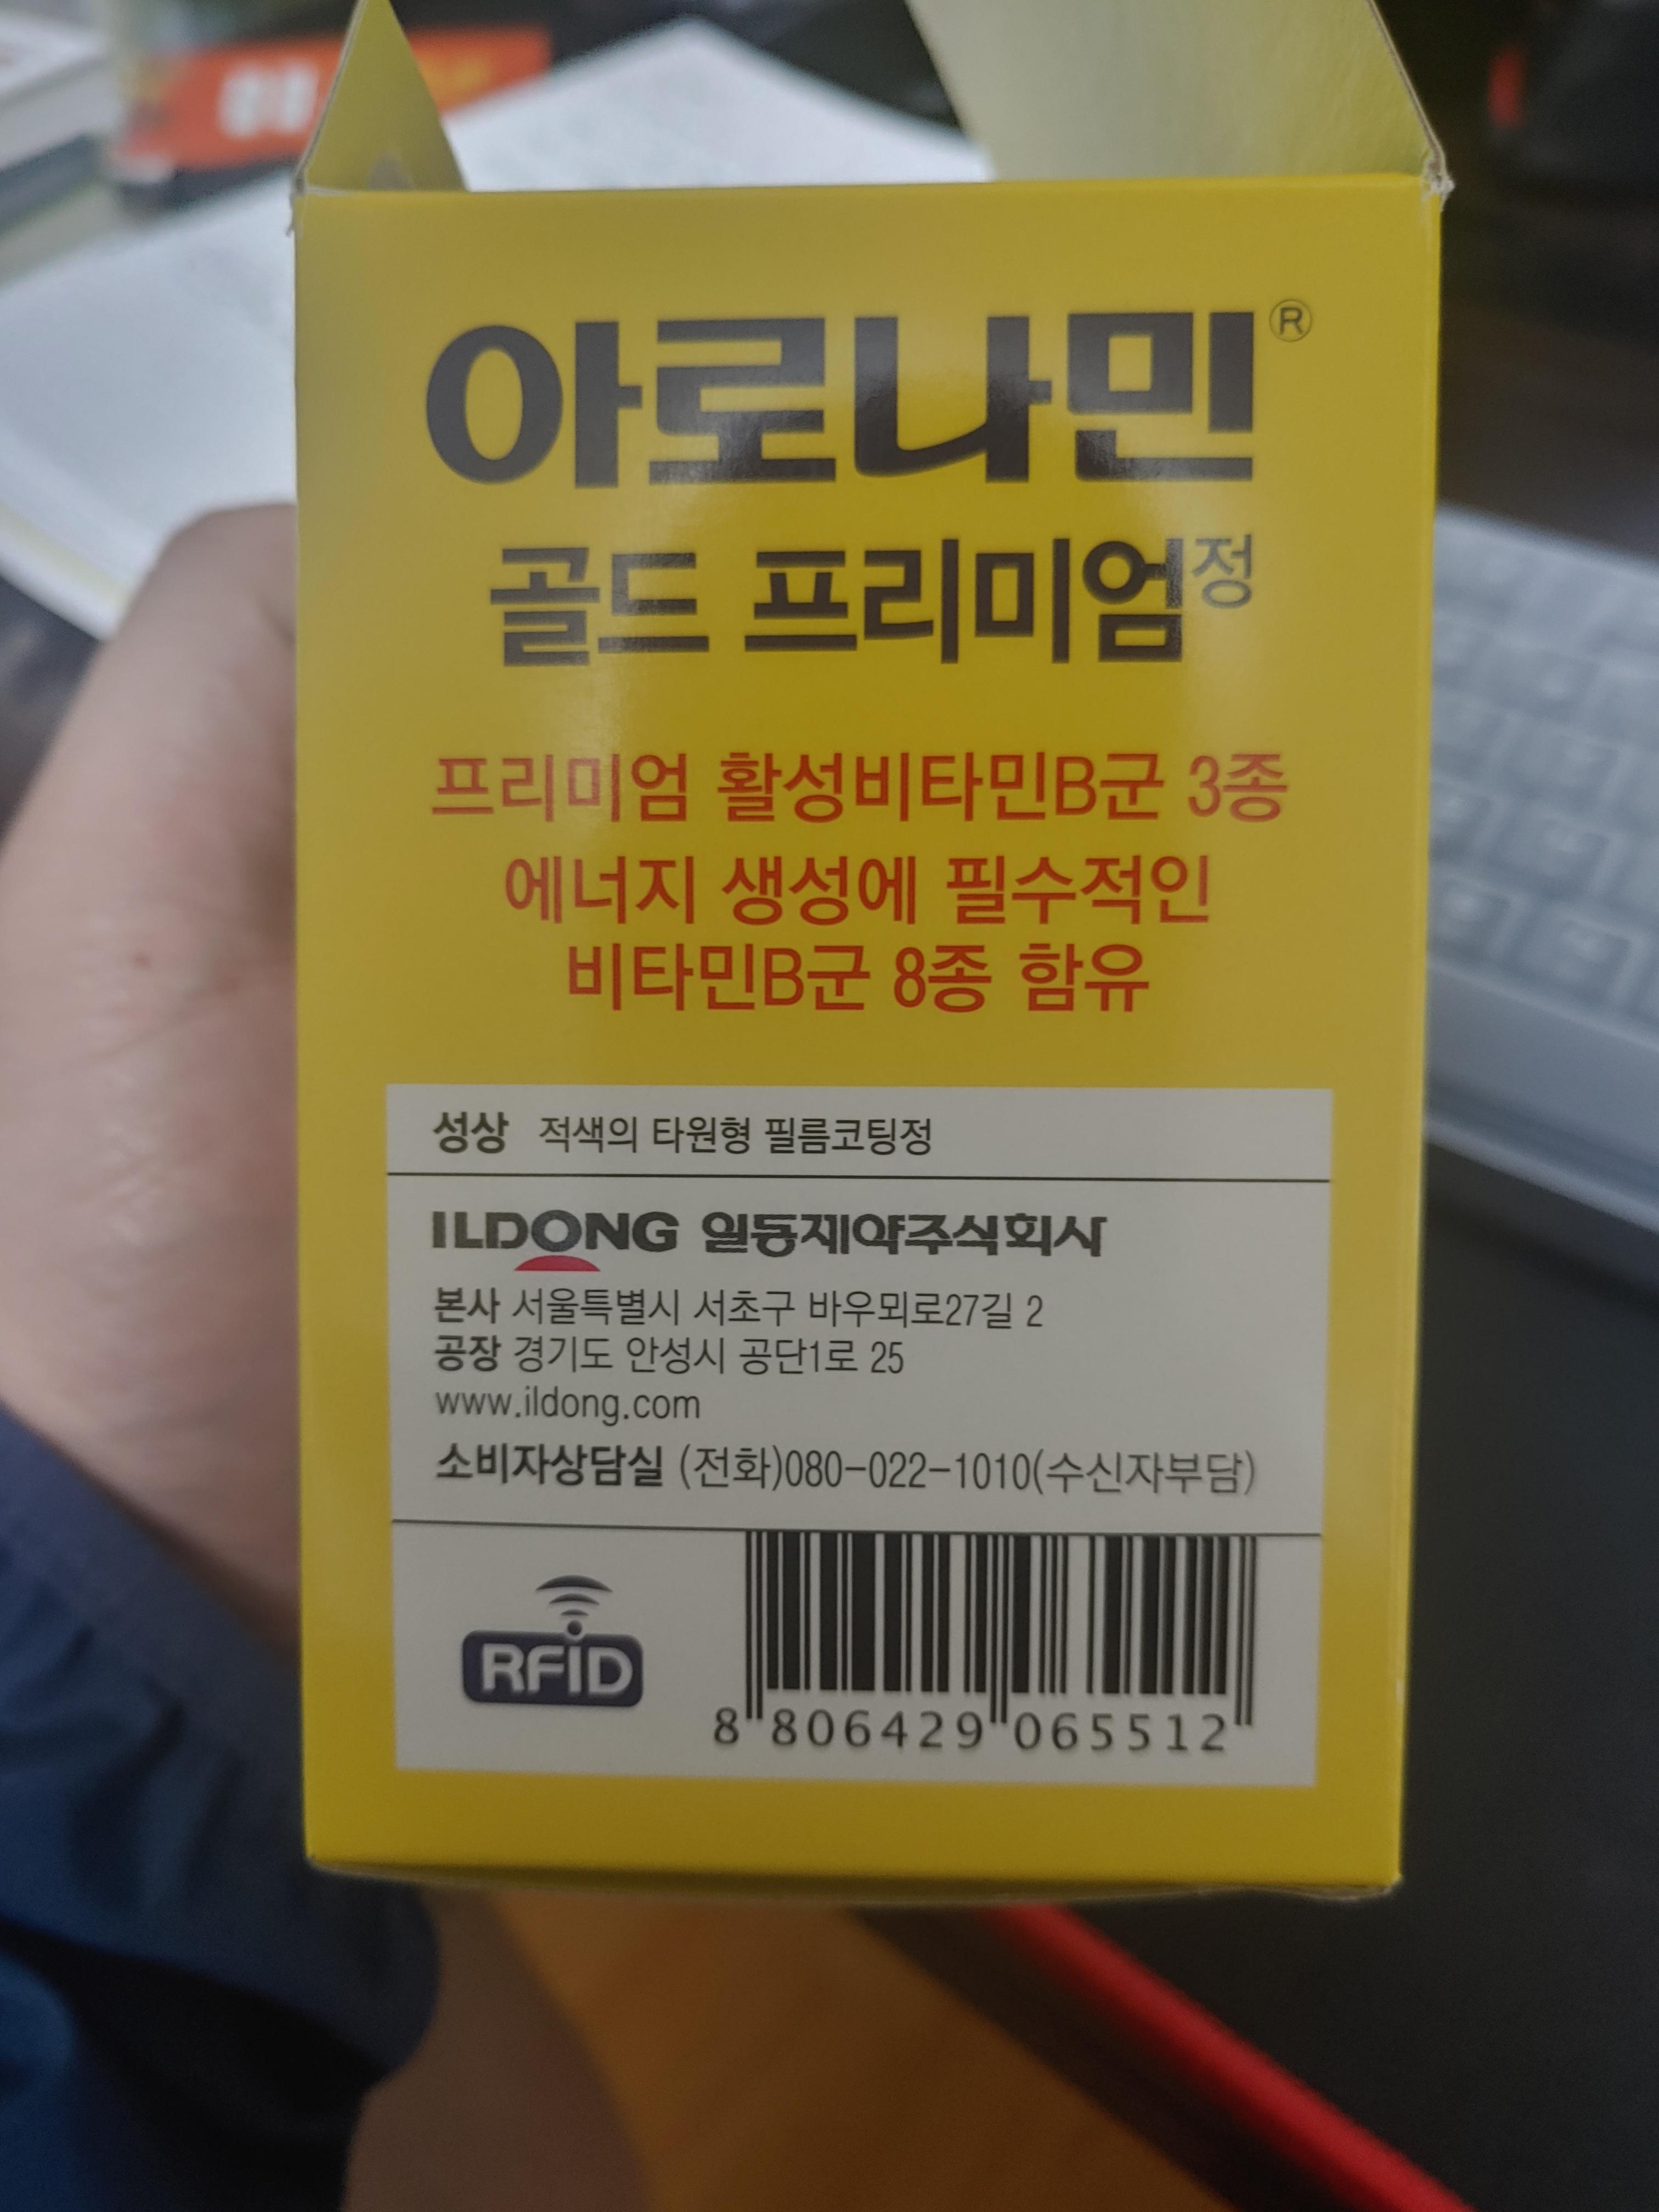 아로나민®
골드 프리미엄정
프리미엄 활성비타민B군 3종
에너지 생성에 필수적인
비타민B군 8종 함유
성상 적색의 타원형 필름코팅정
ILDONG 일동제약주식회사
본사 서울특별시 서초구 바우뫼로27길 2
공장 경기도 안성시 공단1로 25
www.ildong.com
소비자상담실 (전화)080-022-1010(수신자부담)
RFiD
8 806429 065512